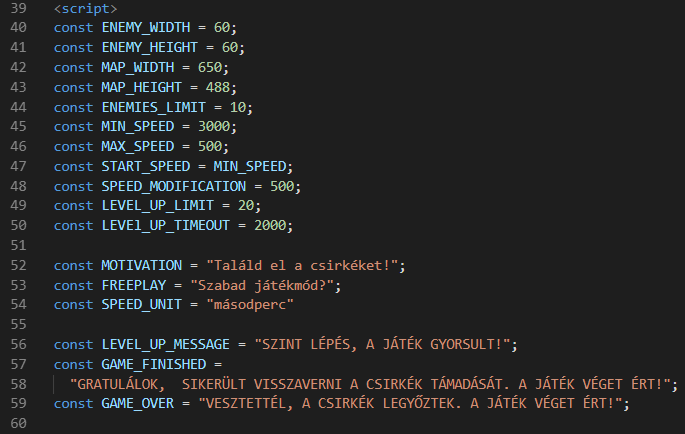 39 <script>
40 const ENEMY_WIDTH = 60;
41 const ENEMY_HEIGHT = 60;
42 const MAP_WIDTH = 650;
43 const MAP_HEIGHT = 488;
44 const ENEMIES_LIMIT = 10;
45 const MIN_SPEED = 3000;
46 const MAX_SPEED = 500;
47 const START_SPEED = MIN_SPEED;
48 const SPEED_MODIFICATION = 500;
49 const LEVEL_UP_LIMIT = 20;
50 const LEVEl_UP_TIMEOUT = 2000;
51
52 const MOTIVATION = "Találd el a csirkéket!";
53 const FREEPLAY = "Szabad játékmód?";
54 const SPEED_UNIT = "másodperc"
55
56 const LEVEL_UP_MESSAGE = "SZINT LÉPÉS, A JÁTÉK GYORSULT!";
57 const GAME_FINISHED =
58 "GRATULÁLOK,  SIKERÜLT VISSZAVERNI A CSIRKÉK TÁMADÁSÁT. A JÁTÉK VÉGET ÉRT!";
59 const GAME_OVER = "VESZTETTÉL, A CSIRKÉK LEGYŐZTEK. A JÁTÉK VÉGET ÉRT!";
60